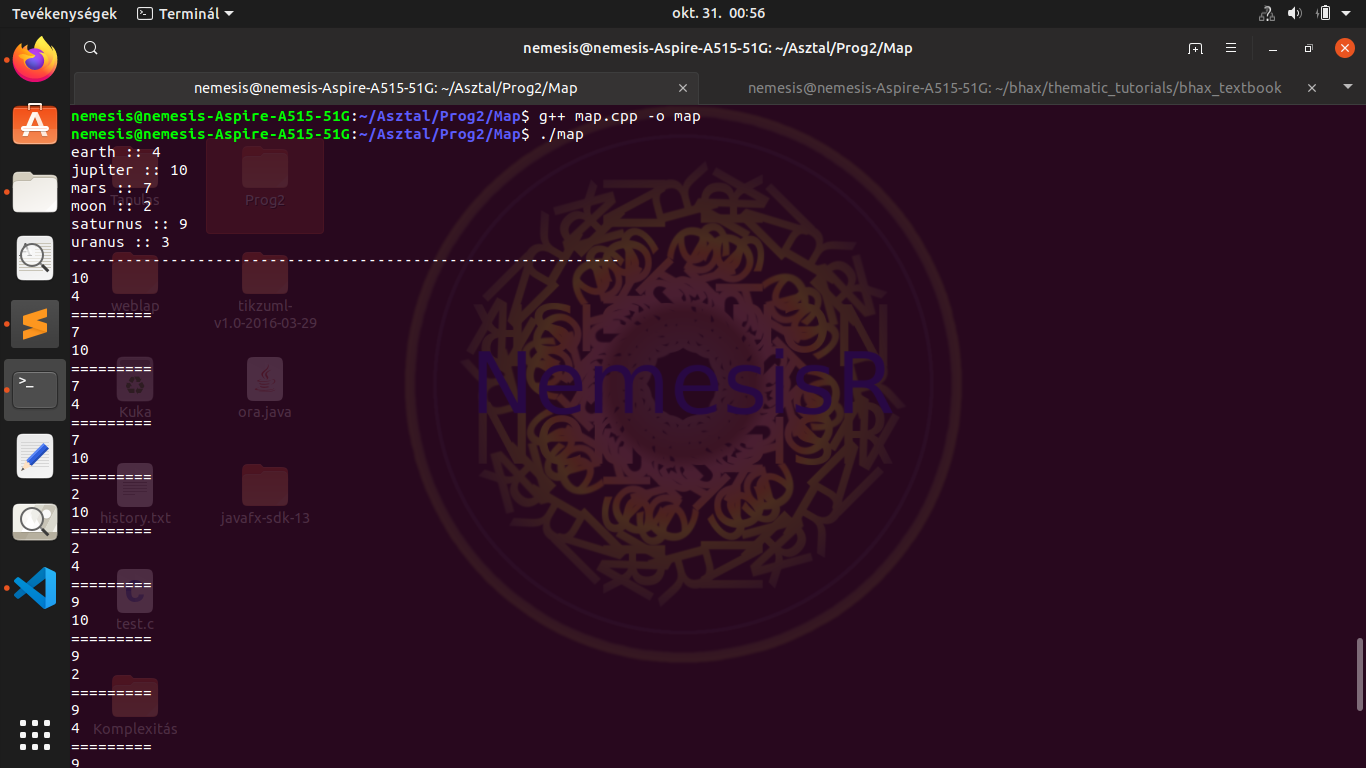 Tevékenységek
Terminál
okt. 31. 00:56
nemesis@nemesis-Aspire-A515-51G: ~/Asztal/Prog2/Map
nemesis@nemesis-Aspire-A515-51G: ~/Asztal/Prog2/Map
nemesis@nemesis-Aspire-A515-51G: ~/bhax/thematic_tutorials/bhax_textbook
nemesis@nemesis-Aspire-A515-51G:~/Asztal/Prog2/Map$ g++ map.cpp -o map
nemesis@nemesis-Aspire-A515-51G:~/Asztal/Prog2/Map$ ./map
earth :: 4
jupiter :: 10
mars :: 7
moon :: 2
saturnus :: 9
uranus :: 3
-------------------------------------------------------------
10
4
=========
7
10
=========
7
4
=========
7
10
=========
2
10
=========
2
4
=========
9
10
=========
9
2
=========
9
4
=========
9
Tanulas
Prog2
weblap
tikzuml-
v1.0-2016-03-29
Kuka
ora.java
history.txt
javafx-sdk-13
C
test.c
Komplexitás
NemesisR